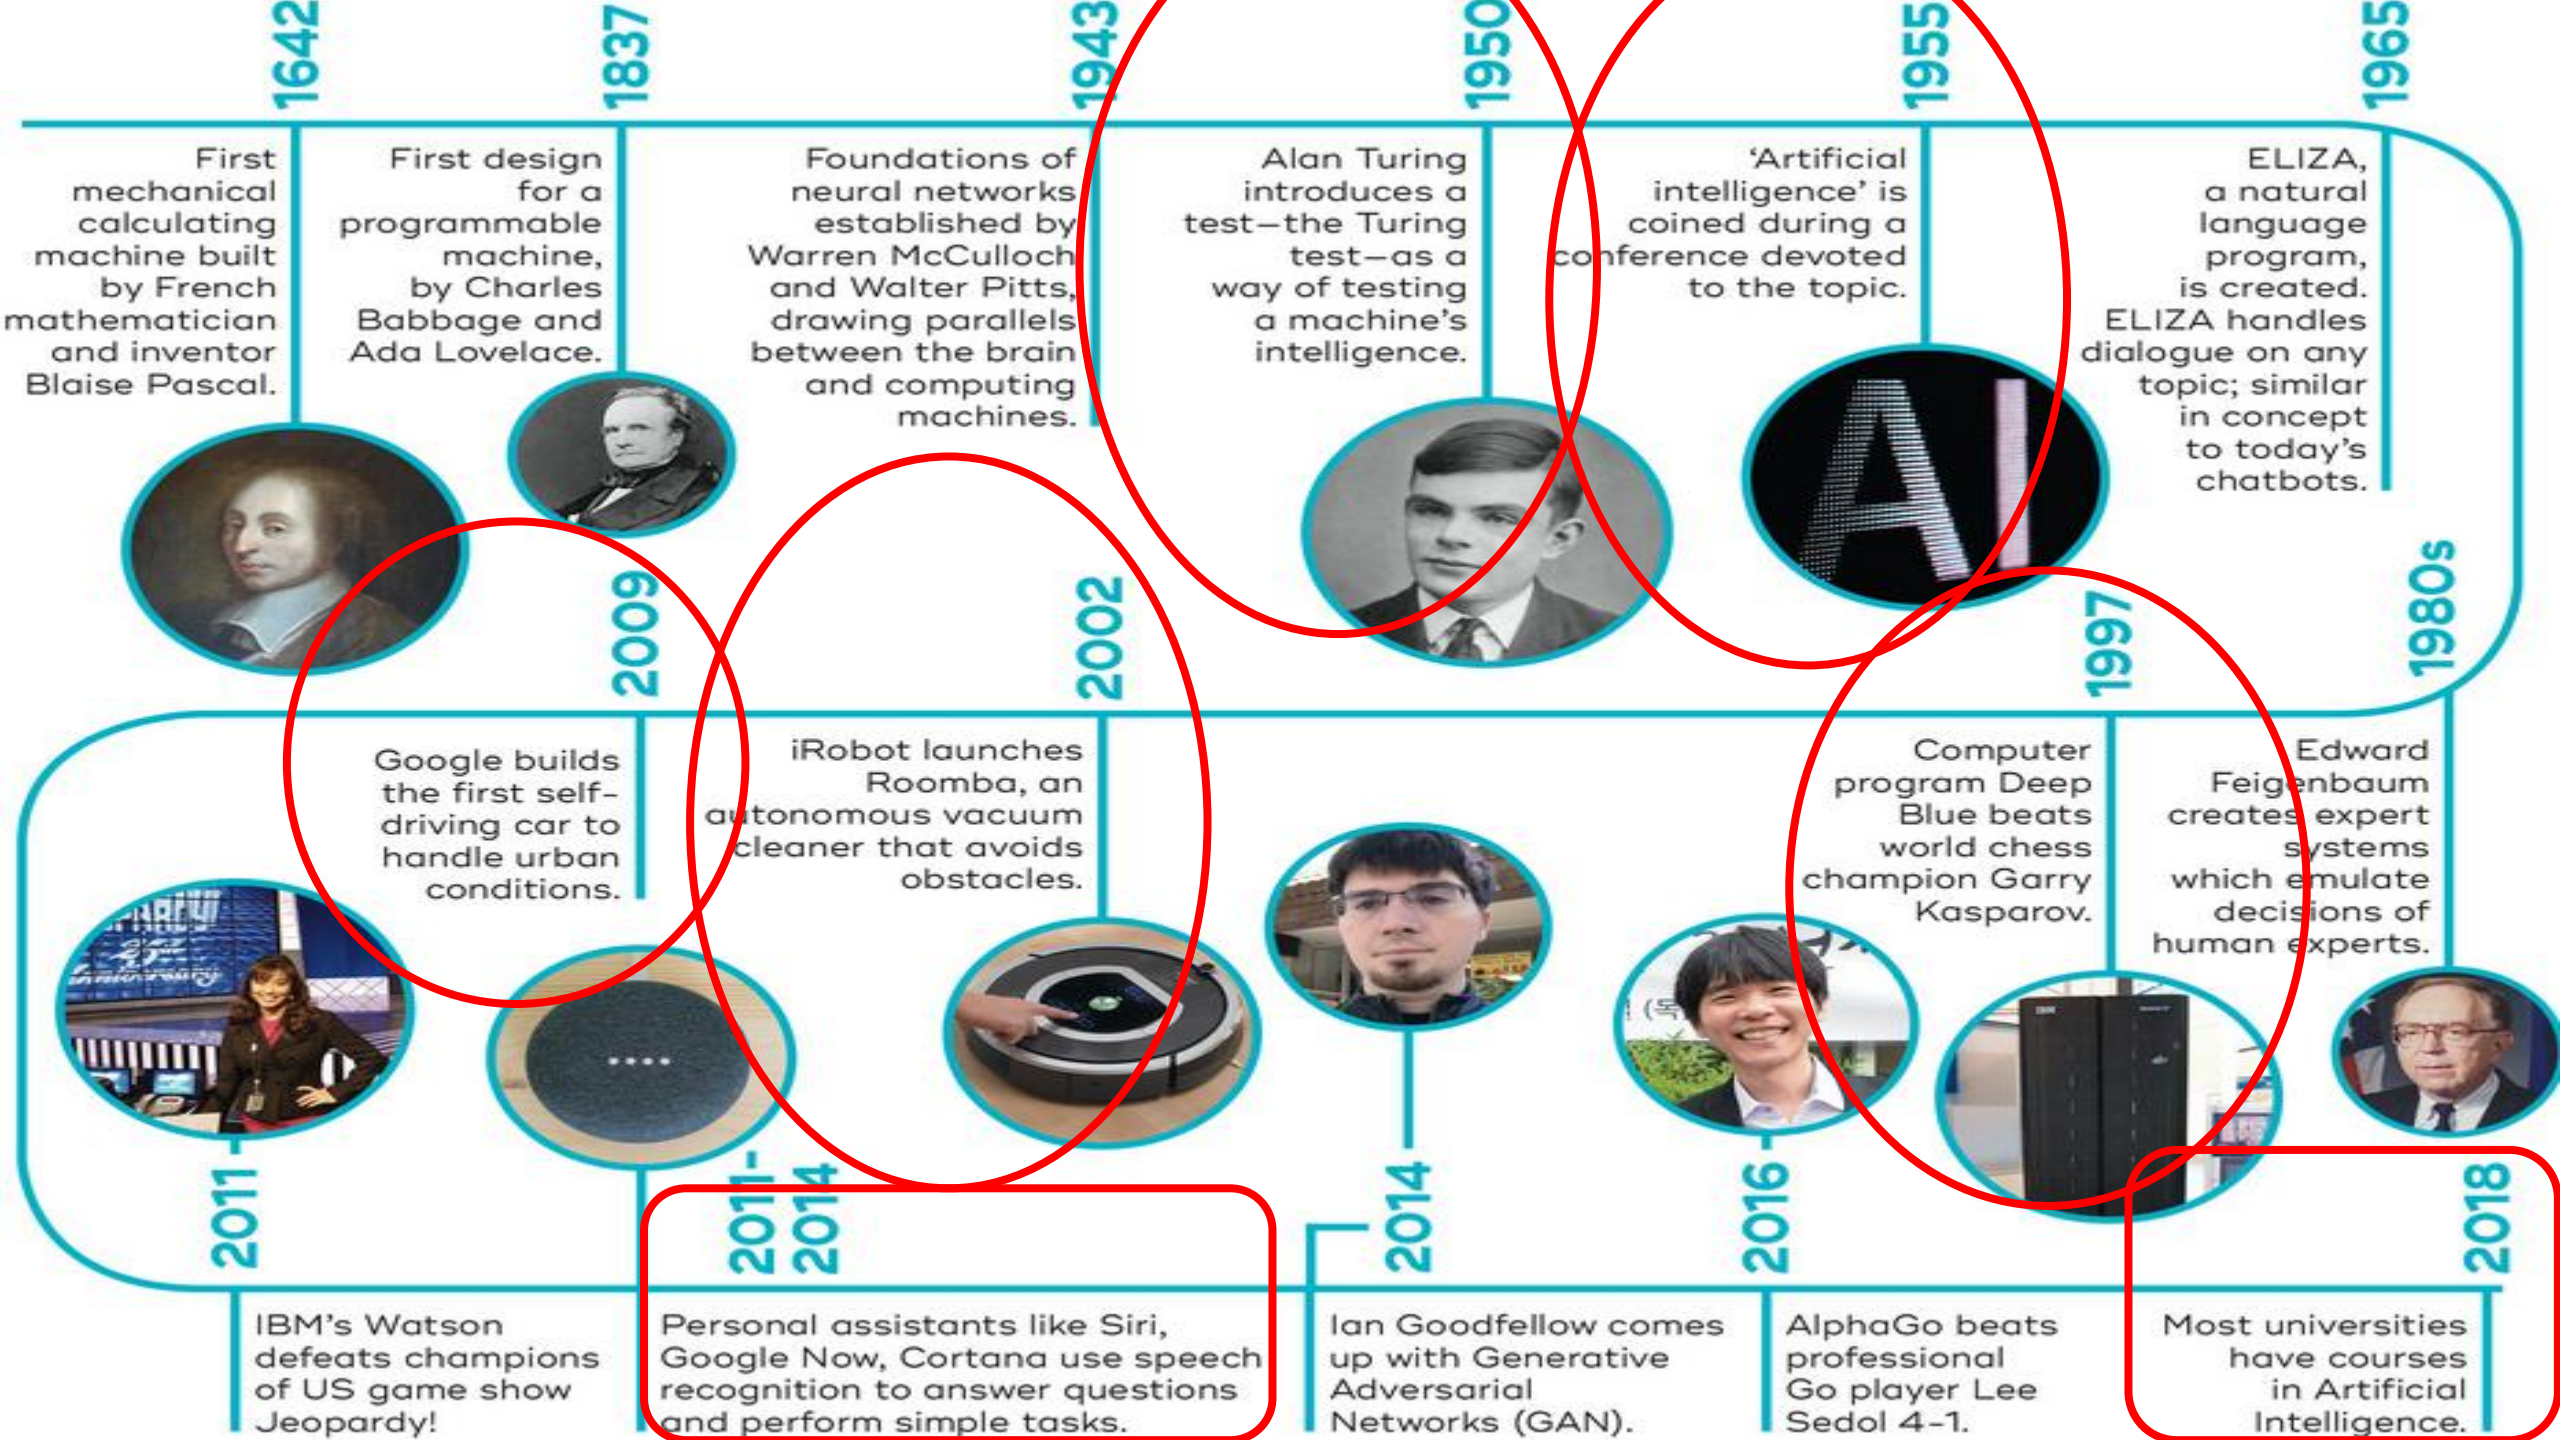 1642
First
mechanical
calculating
machine built
by French
mathematician
and inventor
Blaise Pascal.
1837
First design
for a
programmable
machine,
by Charles
Babbage and
Ada Lovelace.
1943
Foundations of
neural networks
established by
Warren McCulloch
and Walter Pitts,
drawing parallels
between the brain
and computing
machines.
1950
Alan Turing
introduces a
test–the Turing
test–as a
way of testing
a machine's
intelligence.
1955
'Artificial
intelligence' is
coined during a
conference devoted
to the topic.
AI
1965
ELIZA,
a natural
language
program,
is created.
ELIZA handles
dialogue on any
topic; similar
in concept
to today's
chatbots.
1980s
Edward
Feigenbaum
creates expert
systems
which emulate
decisions of
human experts.
1997
Computer
program Deep
Blue beats
world chess
champion Garry
Kasparov.
2002
iRobot launches
Roomba, an
autonomous vacuum
cleaner that avoids
obstacles.
2009
Google builds
the first self-
driving car to
handle urban
conditions.
2011
IBM's Watson
defeats champions
of US game show
Jeopardy!
2011-
2014
Personal assistants like Siri,
Google Now, Cortana use speech
recognition to answer questions
and perform simple tasks.
2014
Ian Goodfellow comes
up with Generative
Adversarial
Networks (GAN).
2016
AlphaGo beats
professional
Go player Lee
Sedol 4-1.
2018
Most universities
have courses
in Artificial
Intelligence.